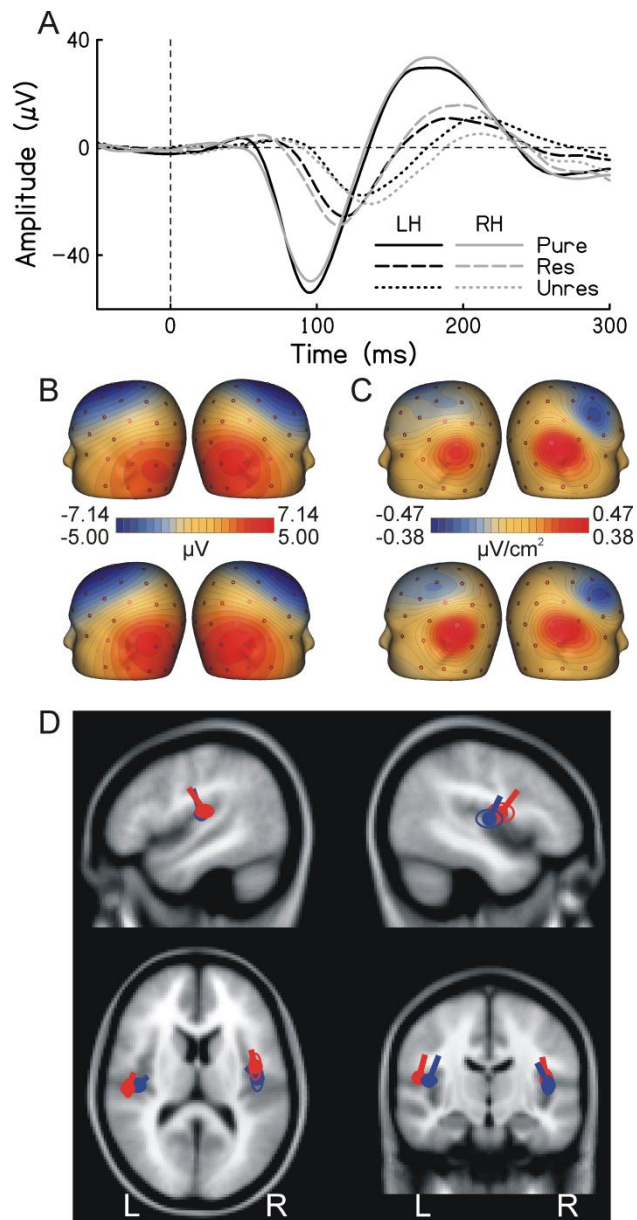 A
40
0
-40
Amplitude (µV)
LH RH
Pure
Res
Unres
0 100 200 300
Time (ms)
B
C
-7.14 7.14
-5.00 5.00
µV
-0.47 0.47
-0.38 0.38
µV/cm²
D
L R L R